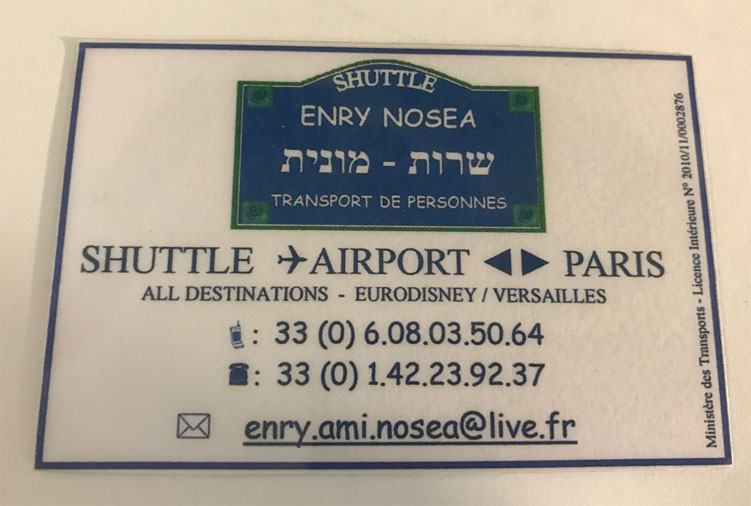 SHUTTLE
ENRY NOSEA
שרות - מונית
TRANSPORT DE PERSONNES
SHUTTLE ✈ AIRPORT ◄► PARIS
ALL DESTINATIONS - EURODISNEY / VERSAILLES
: 33 (0) 6.08.03.50.64
: 33 (0) 1.42.23.92.37
enry.ami.nosea@live.fr
Ministère des Transports - Licence Intérieure N° 2010/11/0002876